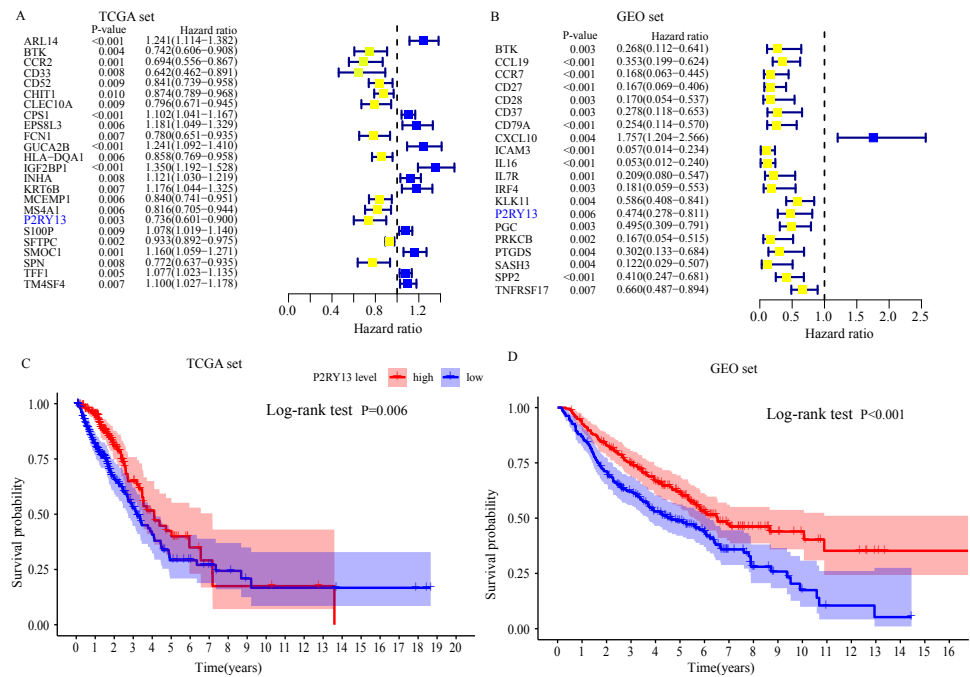 A
TCGA set
P-value Hazard ratio
ARL14 <0.001 1.241(1.114−1.382)
BTK 0.004 0.742(0.606−0.908)
CCR2 0.001 0.694(0.556−0.867)
CD33 0.008 0.642(0.462−0.891)
CD52 0.009 0.841(0.739−0.958)
CHIT1 0.010 0.874(0.789−0.968)
CLEC10A 0.009 0.796(0.671−0.945)
CPS1 <0.001 1.102(1.041−1.167)
EPS8L3 0.006 1.181(1.049−1.329)
FCN1 0.007 0.780(0.651−0.935)
GUCA2B <0.001 1.241(1.092−1.410)
HLA−DQA1 0.006 0.858(0.769−0.958)
IGF2BP1 <0.001 1.350(1.192−1.528)
INHA 0.008 1.121(1.030−1.219)
KRT6B 0.007 1.176(1.044−1.325)
MCEMP1 0.006 0.840(0.741−0.951)
MS4A1 0.006 0.816(0.705−0.944)
P2RY13 0.003 0.736(0.601−0.900)
S100P 0.009 1.078(1.019−1.140)
SFTPC 0.002 0.933(0.892−0.975)
SMOC1 0.001 1.160(1.059−1.271)
SPN 0.008 0.772(0.637−0.935)
TFF1 0.005 1.077(1.023−1.135)
TM4SF4 0.007 1.100(1.027−1.178)
0.0 0.2 0.4 0.6 0.8 1.0 1.2 1.4
Hazard ratio
B
GEO set
P-value Hazard ratio
BTK 0.003 0.268(0.112−0.641)
CCL19 <0.001 0.353(0.199−0.624)
CCR7 <0.001 0.168(0.063−0.445)
CD27 <0.001 0.167(0.069−0.406)
CD28 0.003 0.170(0.054−0.537)
CD37 0.003 0.278(0.118−0.653)
CD79A <0.001 0.254(0.114−0.570)
CXCL10 0.004 1.757(1.204−2.566)
ICAM3 <0.001 0.057(0.014−0.234)
IL16 <0.001 0.053(0.012−0.240)
IL7R 0.001 0.209(0.080−0.547)
IRF4 0.003 0.181(0.059−0.553)
KLK11 0.004 0.586(0.408−0.841)
P2RY13 0.006 0.474(0.278−0.811)
PGC 0.003 0.495(0.309−0.791)
PRKCB 0.002 0.167(0.054−0.515)
PTGDS 0.004 0.302(0.133−0.684)
SASH3 0.004 0.122(0.029−0.507)
SPP2 <0.001 0.410(0.247−0.681)
TNFRSF17 0.007 0.660(0.487−0.894)
0.0 0.5 1.0 1.5 2.0 2.5
Hazard ratio
C
TCGA set
P2RY13 level high low
Log-rank test P=0.006
Survival probability
1.00
0.75
0.50
0.25
0.00
0 1 2 3 4 5 6 7 8 9 10 11 12 13 14 15 16 17 18 19 20
Time(years)
D
GEO set
Log-rank test P<0.001
Survival probability
1.00
0.75
0.50
0.25
0.00
0 1 2 3 4 5 6 7 8 9 10 11 12 13 14 15 16
Time(years)